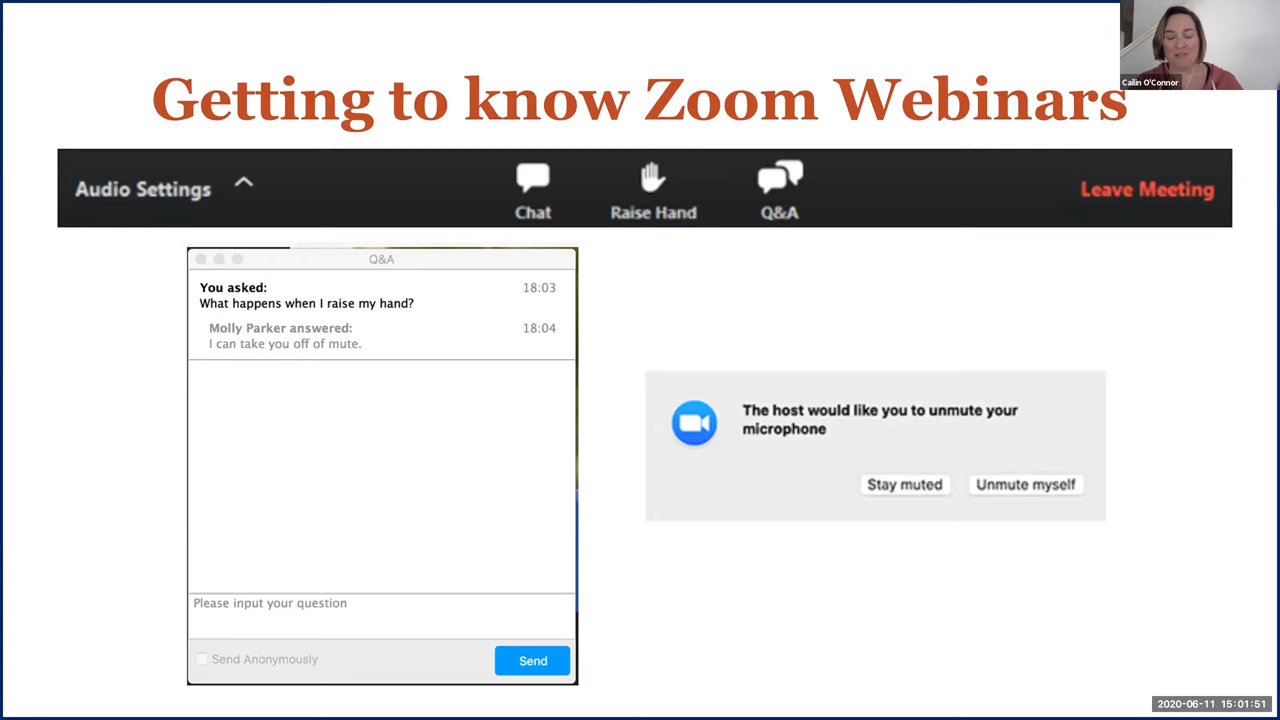 Cailin O'Connor
Getting to know Zoom Webinars
Audio Settings
Chat
Raise Hand
Q&A
Leave Meeting
Q&A
You asked: 18:03
What happens when I raise my hand?
Molly Parker answered: 18:04
I can take you off of mute.
The host would like you to unmute your
microphone
Stay muted Unmute myself
Please input your question
Send Anonymously
Send
2020-06-11 15:01:51